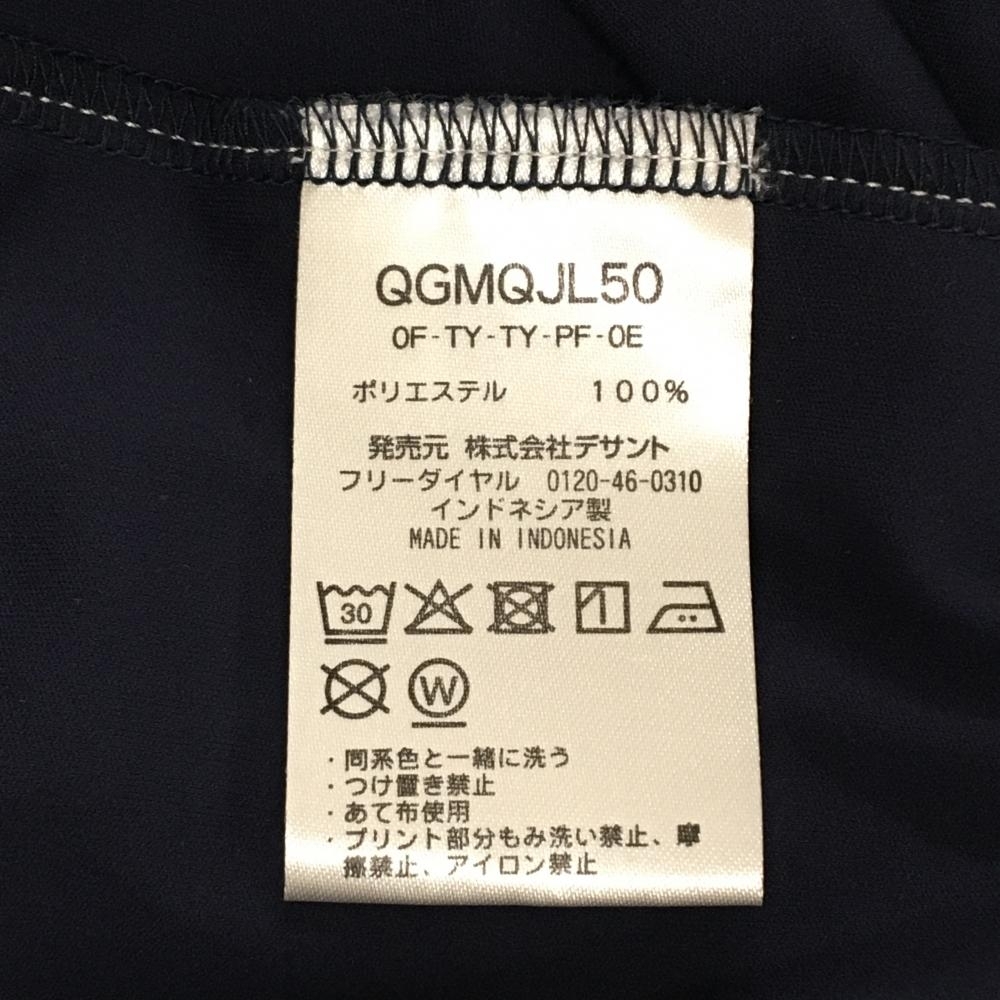 QGMQJL50
OF-TY-TY-PF-OE
ポリエステル 100%
発売元 株式会社デサント
フリーダイヤル 0120-46-0310
インドネシア製
MADE IN INDONESIA
30
W
・同系色と一緒に洗う
・つけ置き禁止
・あて布使用
・プリント部分もみ洗い禁止、摩
擦禁止、アイロン禁止